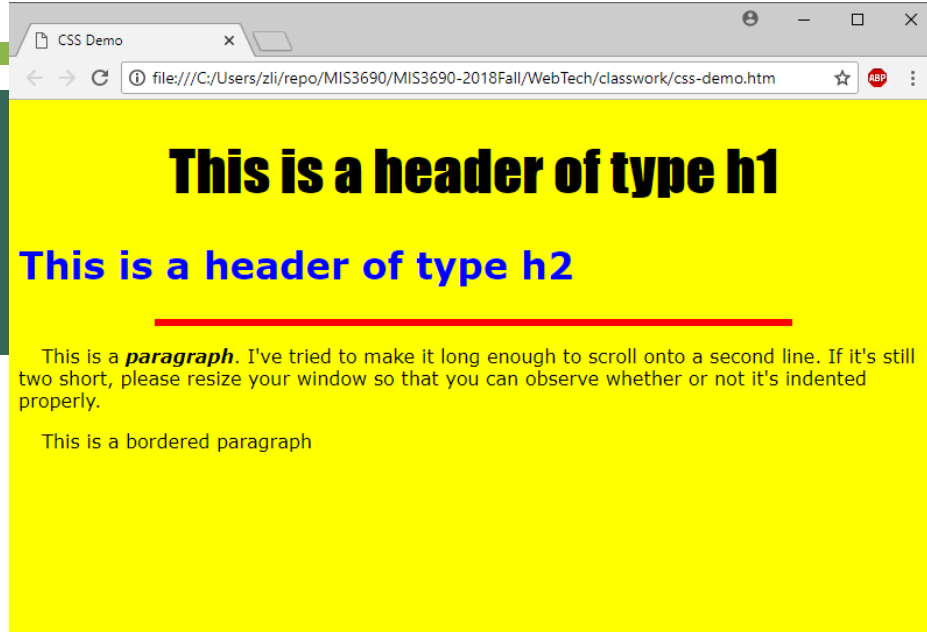 CSS Demo
file:///C:/Users/zli/repo/MIS3690/MIS3690-2018Fall/WebTech/classwork/css-demo.htm
ABP
This is a header of type h1
This is a header of type h2
This is a paragraph. I've tried to make it long enough to scroll onto a second line. If it's still
two short, please resize your window so that you can observe whether or not it's indented
properly.
This is a bordered paragraph